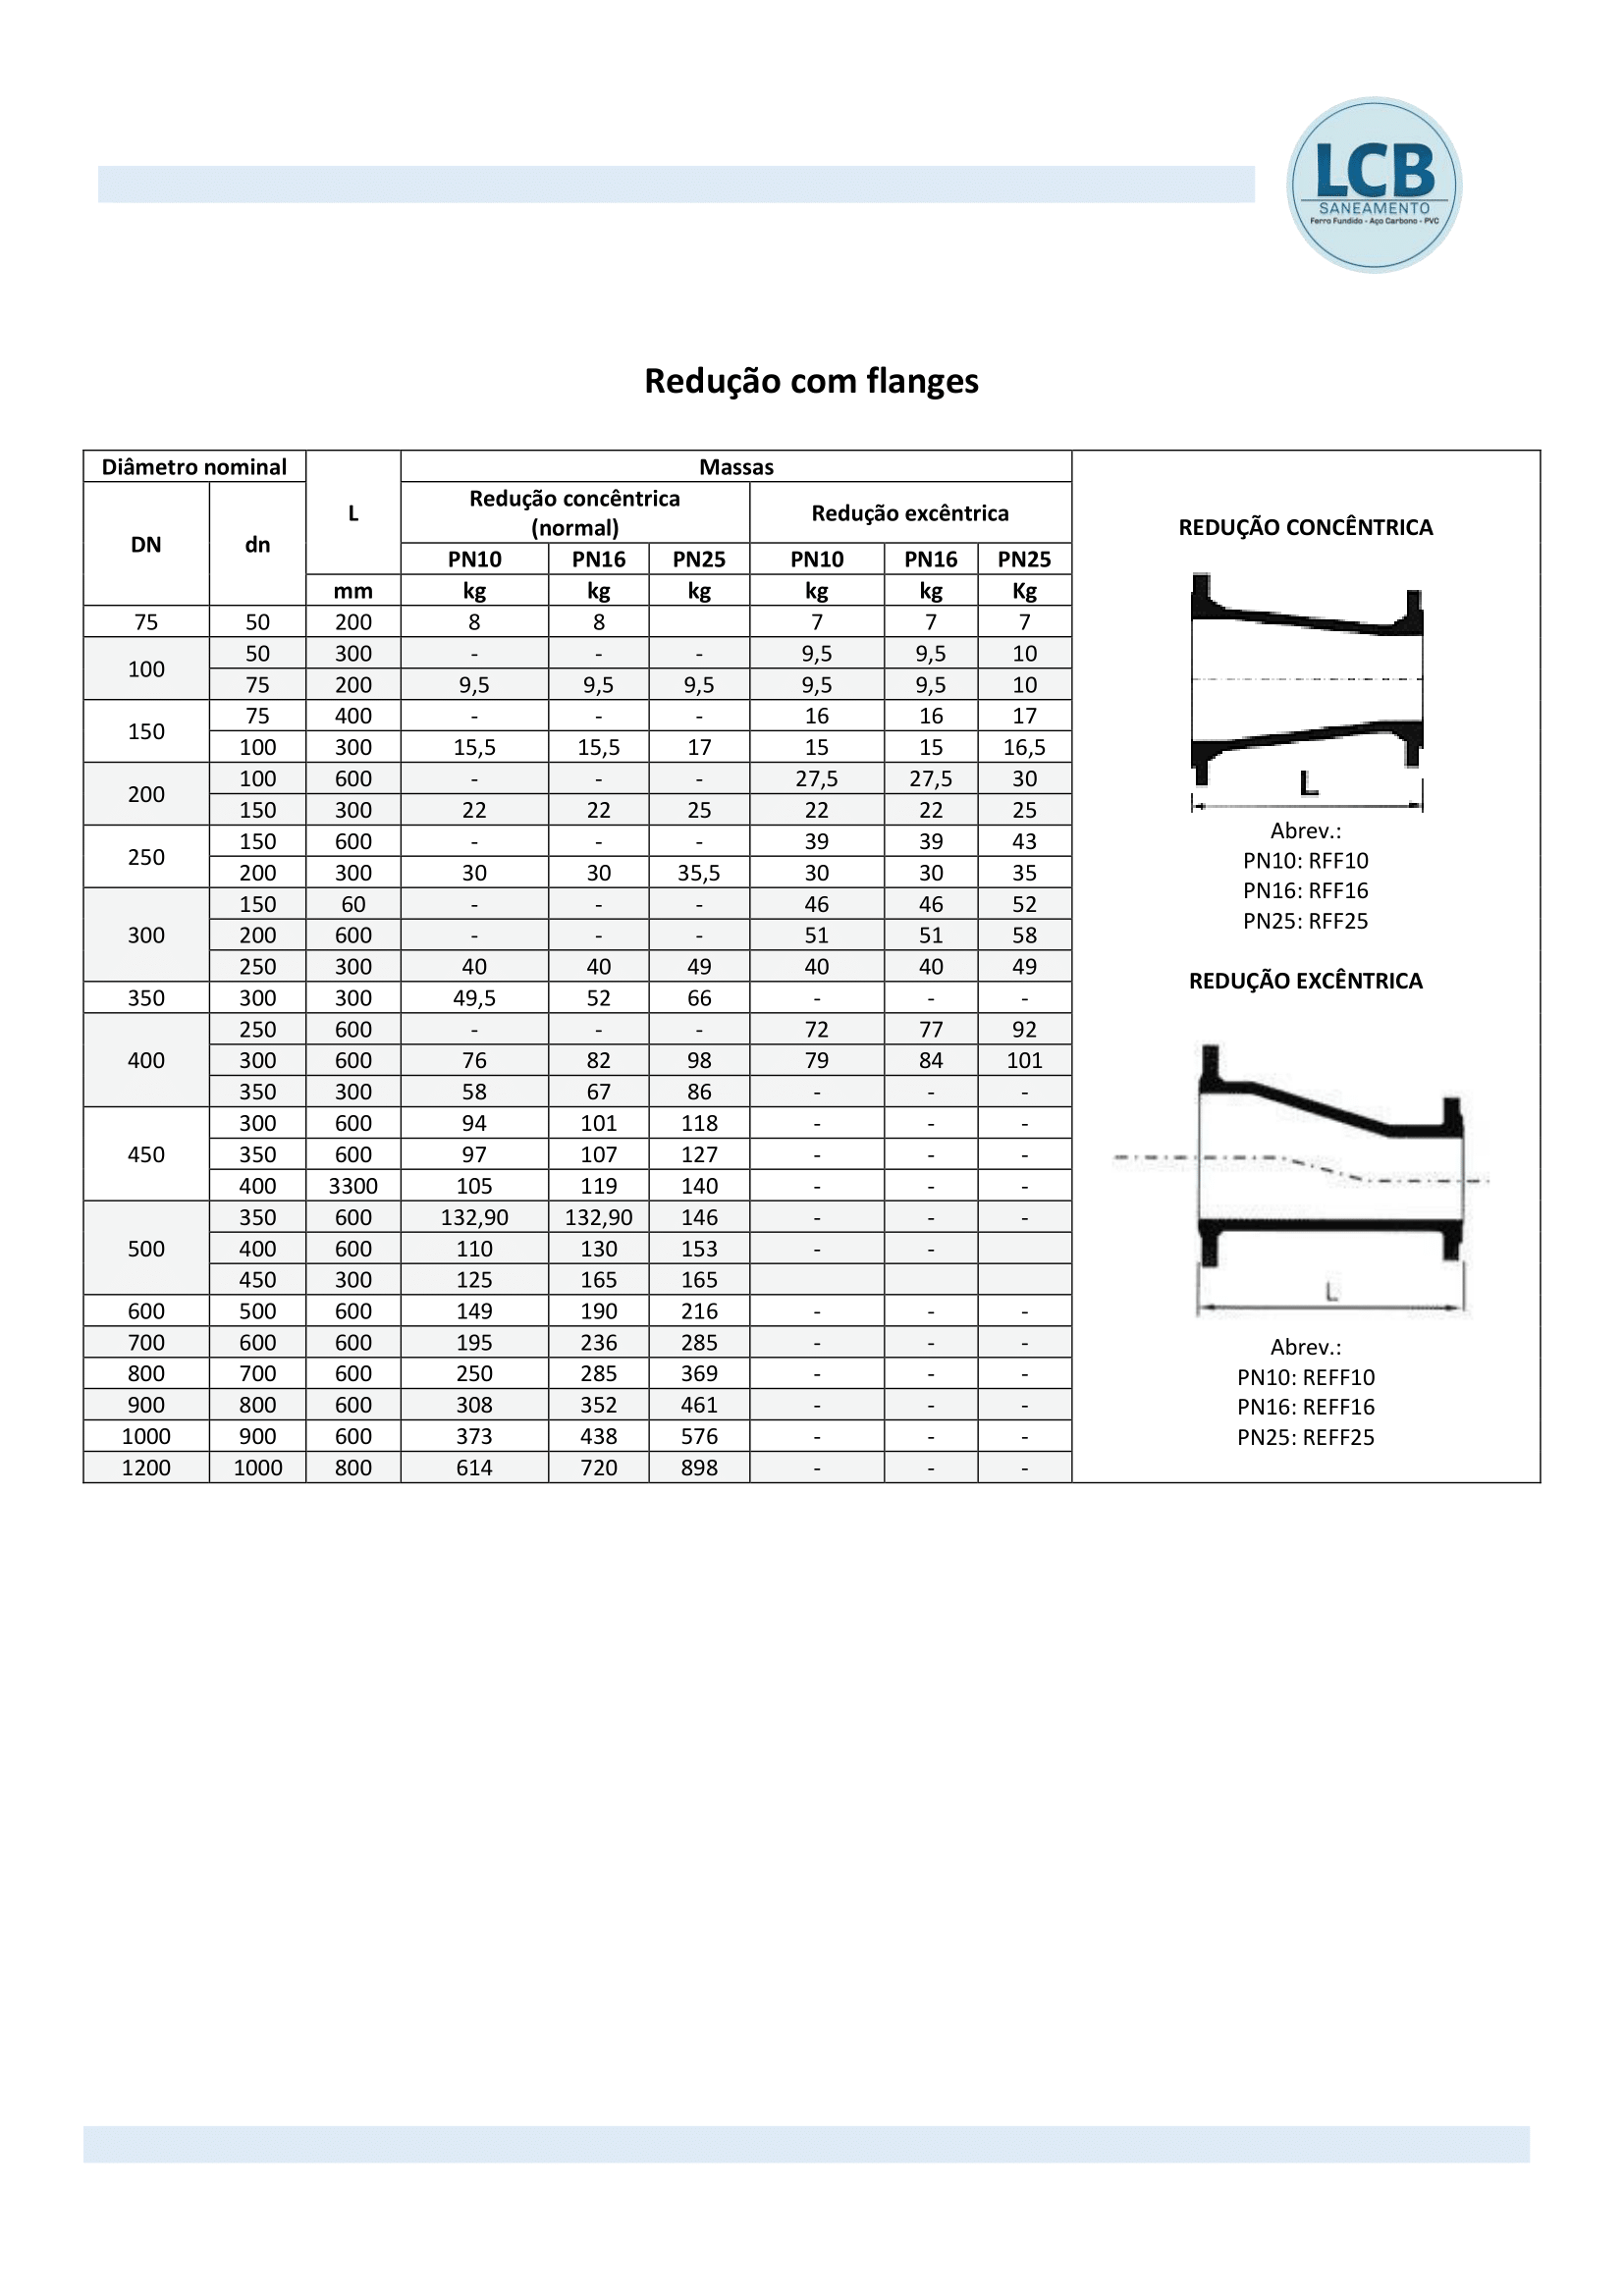 LCB
SANEAMENTO
Ferro Fundido - Aço Carbono - PVC
Redução com flanges
Diâmetro nominal L Massas
DN dn Redução concêntrica (normal) Redução excêntrica
PN10 PN16 PN25 PN10 PN16 PN25
mm kg kg kg kg kg Kg
75 50 200 8 8 7 7 7
100 50 300 - - - 9,5 9,5 10
75 200 9,5 9,5 9,5 9,5 9,5 10
150 75 400 - - - 16 16 17
100 300 15,5 15,5 17 15 15 16,5
200 100 600 - - - 27,5 27,5 30
150 300 22 22 25 22 22 25
250 150 600 - - - 39 39 43
200 300 30 30 35,5 30 30 35
300 150 60 - - - 46 46 52
200 600 - - - 51 51 58
250 300 40 40 49 40 40 49
350 300 300 49,5 52 66 - - -
400 250 600 - - - 72 77 92
300 600 76 82 98 79 84 101
350 300 58 67 86 - - -
450 300 600 94 101 118 - - -
350 600 97 107 127 - - -
400 3300 105 119 140 - - -
500 350 600 132,90 132,90 146 - - -
400 600 110 130 153 - -
450 300 125 165 165
600 500 600 149 190 216 - - -
700 600 600 195 236 285 - - -
800 700 600 250 285 369 - - -
900 800 600 308 352 461 - - -
1000 900 600 373 438 576 - - -
1200 1000 800 614 720 898 - - -
REDUÇÃO CONCÊNTRICA
L
Abrev.:
PN10: RFF10
PN16: RFF16
PN25: RFF25
REDUÇÃO EXCÊNTRICA
L
Abrev.:
PN10: REFF10
PN16: REFF16
PN25: REFF25